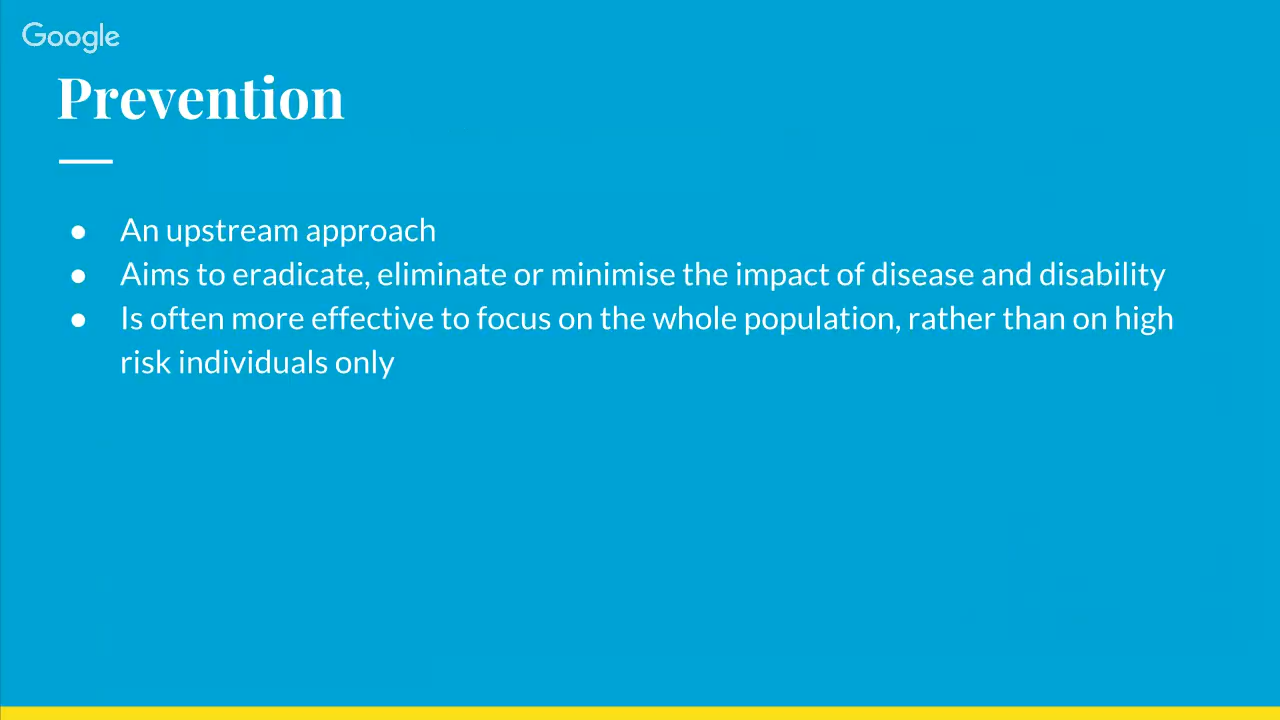 Google
Prevention
● An upstream approach
● Aims to eradicate, eliminate or minimise the impact of disease and disability
● Is often more effective to focus on the whole population, rather than on high
risk individuals only